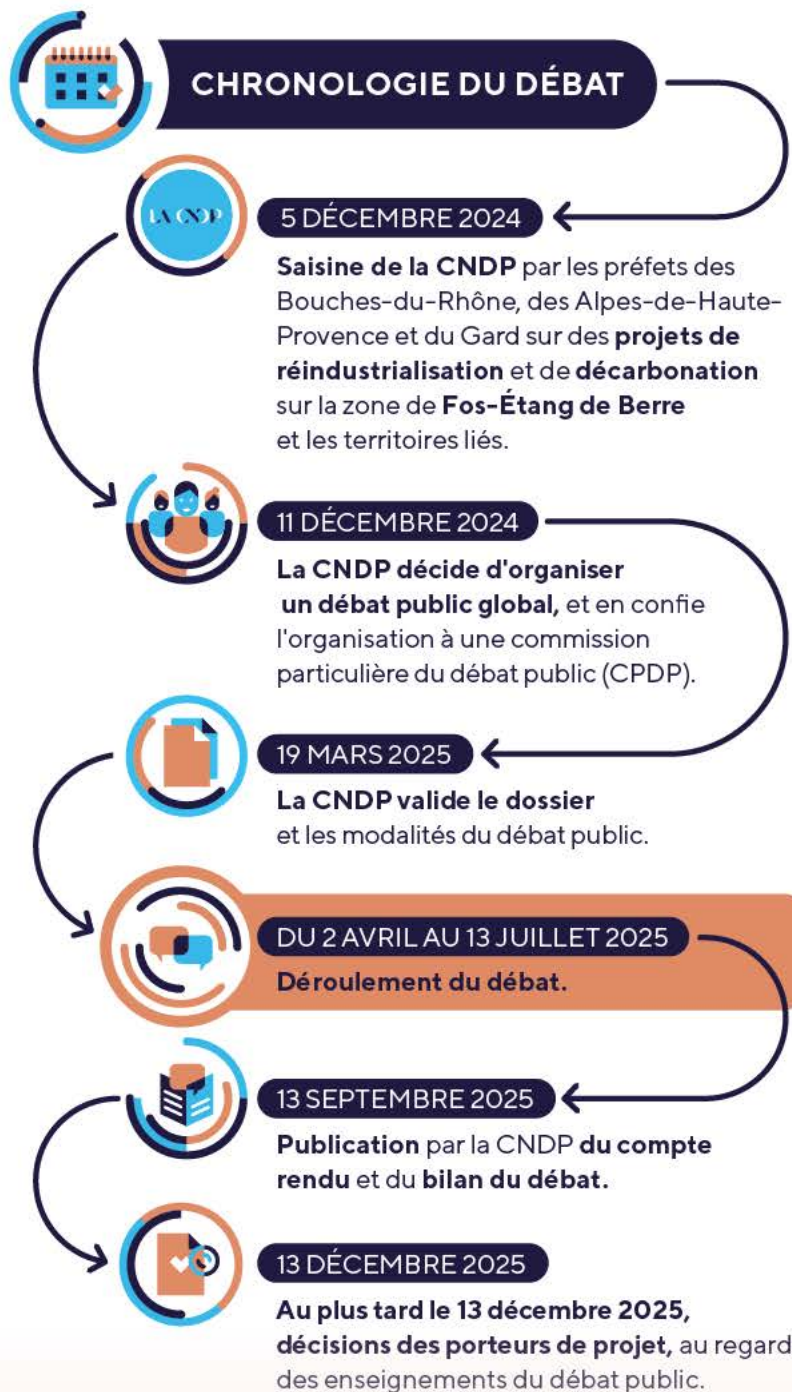 CHRONOLOGIE DU DÉBAT
LA CNDP
5 DÉCEMBRE 2024
Saisine de la CNDP par les préfets des
Bouches-du-Rhône, des Alpes-de-Haute-
Provence et du Gard sur des projets de
réindustrialisation et de décarbonation
sur la zone de Fos-Étang de Berre
et les territoires liés.
11 DÉCEMBRE 2024
La CNDP décide d'organiser
un débat public global, et en confie
l'organisation à une commission
particulière du débat public (CPDP).
19 MARS 2025
La CNDP valide le dossier
et les modalités du débat public.
DU 2 AVRIL AU 13 JUILLET 2025
Déroulement du débat.
13 SEPTEMBRE 2025
Publication par la CNDP du compte
rendu et du bilan du débat.
13 DÉCEMBRE 2025
Au plus tard le 13 décembre 2025,
décisions des porteurs de projet, au regard
des enseignements du débat public.